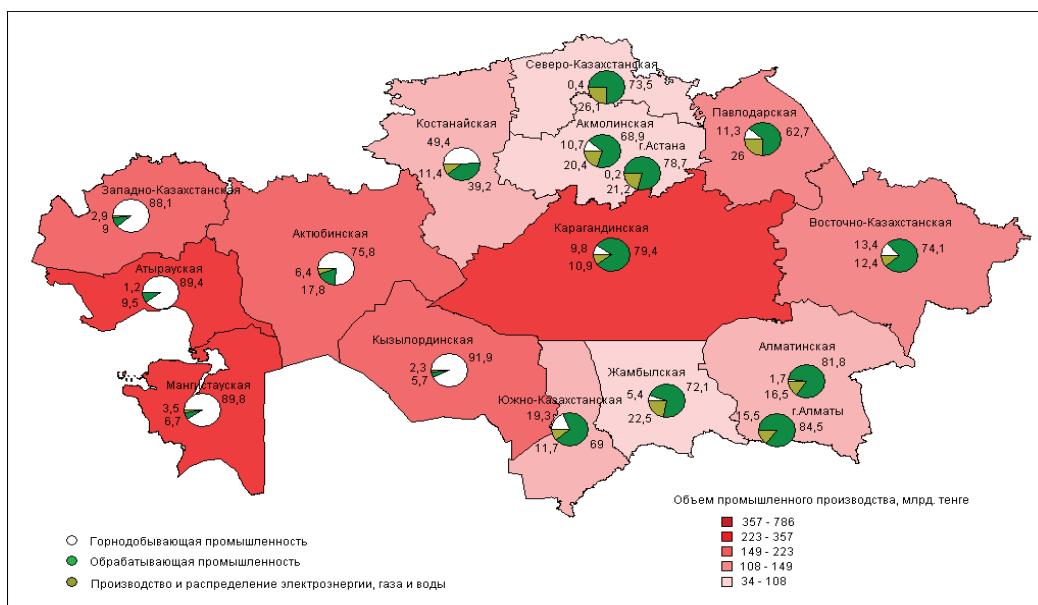 Северо-Казахстанская
0,4
73,5
26,1
Акмолинская
10,7
68,9
20,4
г.Астана
0,2
78,7
21,2
Павлодарская
11,3
62,7
26
Костанайская
49,4
11,4
39,2
Западно-Казахстанская
88,1
2,9
9
Актюбинская
75,8
6,4
17,8
Карагандинская
9,8
79,4
10,9
Восточно-Казахстанская
13,4
74,1
12,4
Атырауская
1,2
89,4
9,5
Кызылординская
91,9
2,3
5,7
Мангистауская
89,8
3,5
6,7
Южно-Казахстанская
19,3
11,7
69
Жамбылская
5,4
72,1
22,5
Алматинская
81,8
1,7
16,5
г.Алматы
15,5
84,5
Объем промышленного производства, млрд. тенге
357 - 786
223 - 357
149 - 223
108 - 149
34 - 108
Горнодобывающая промышленность
Обрабатывающая промышленность
Производство и распределение электроэнергии, газа и воды